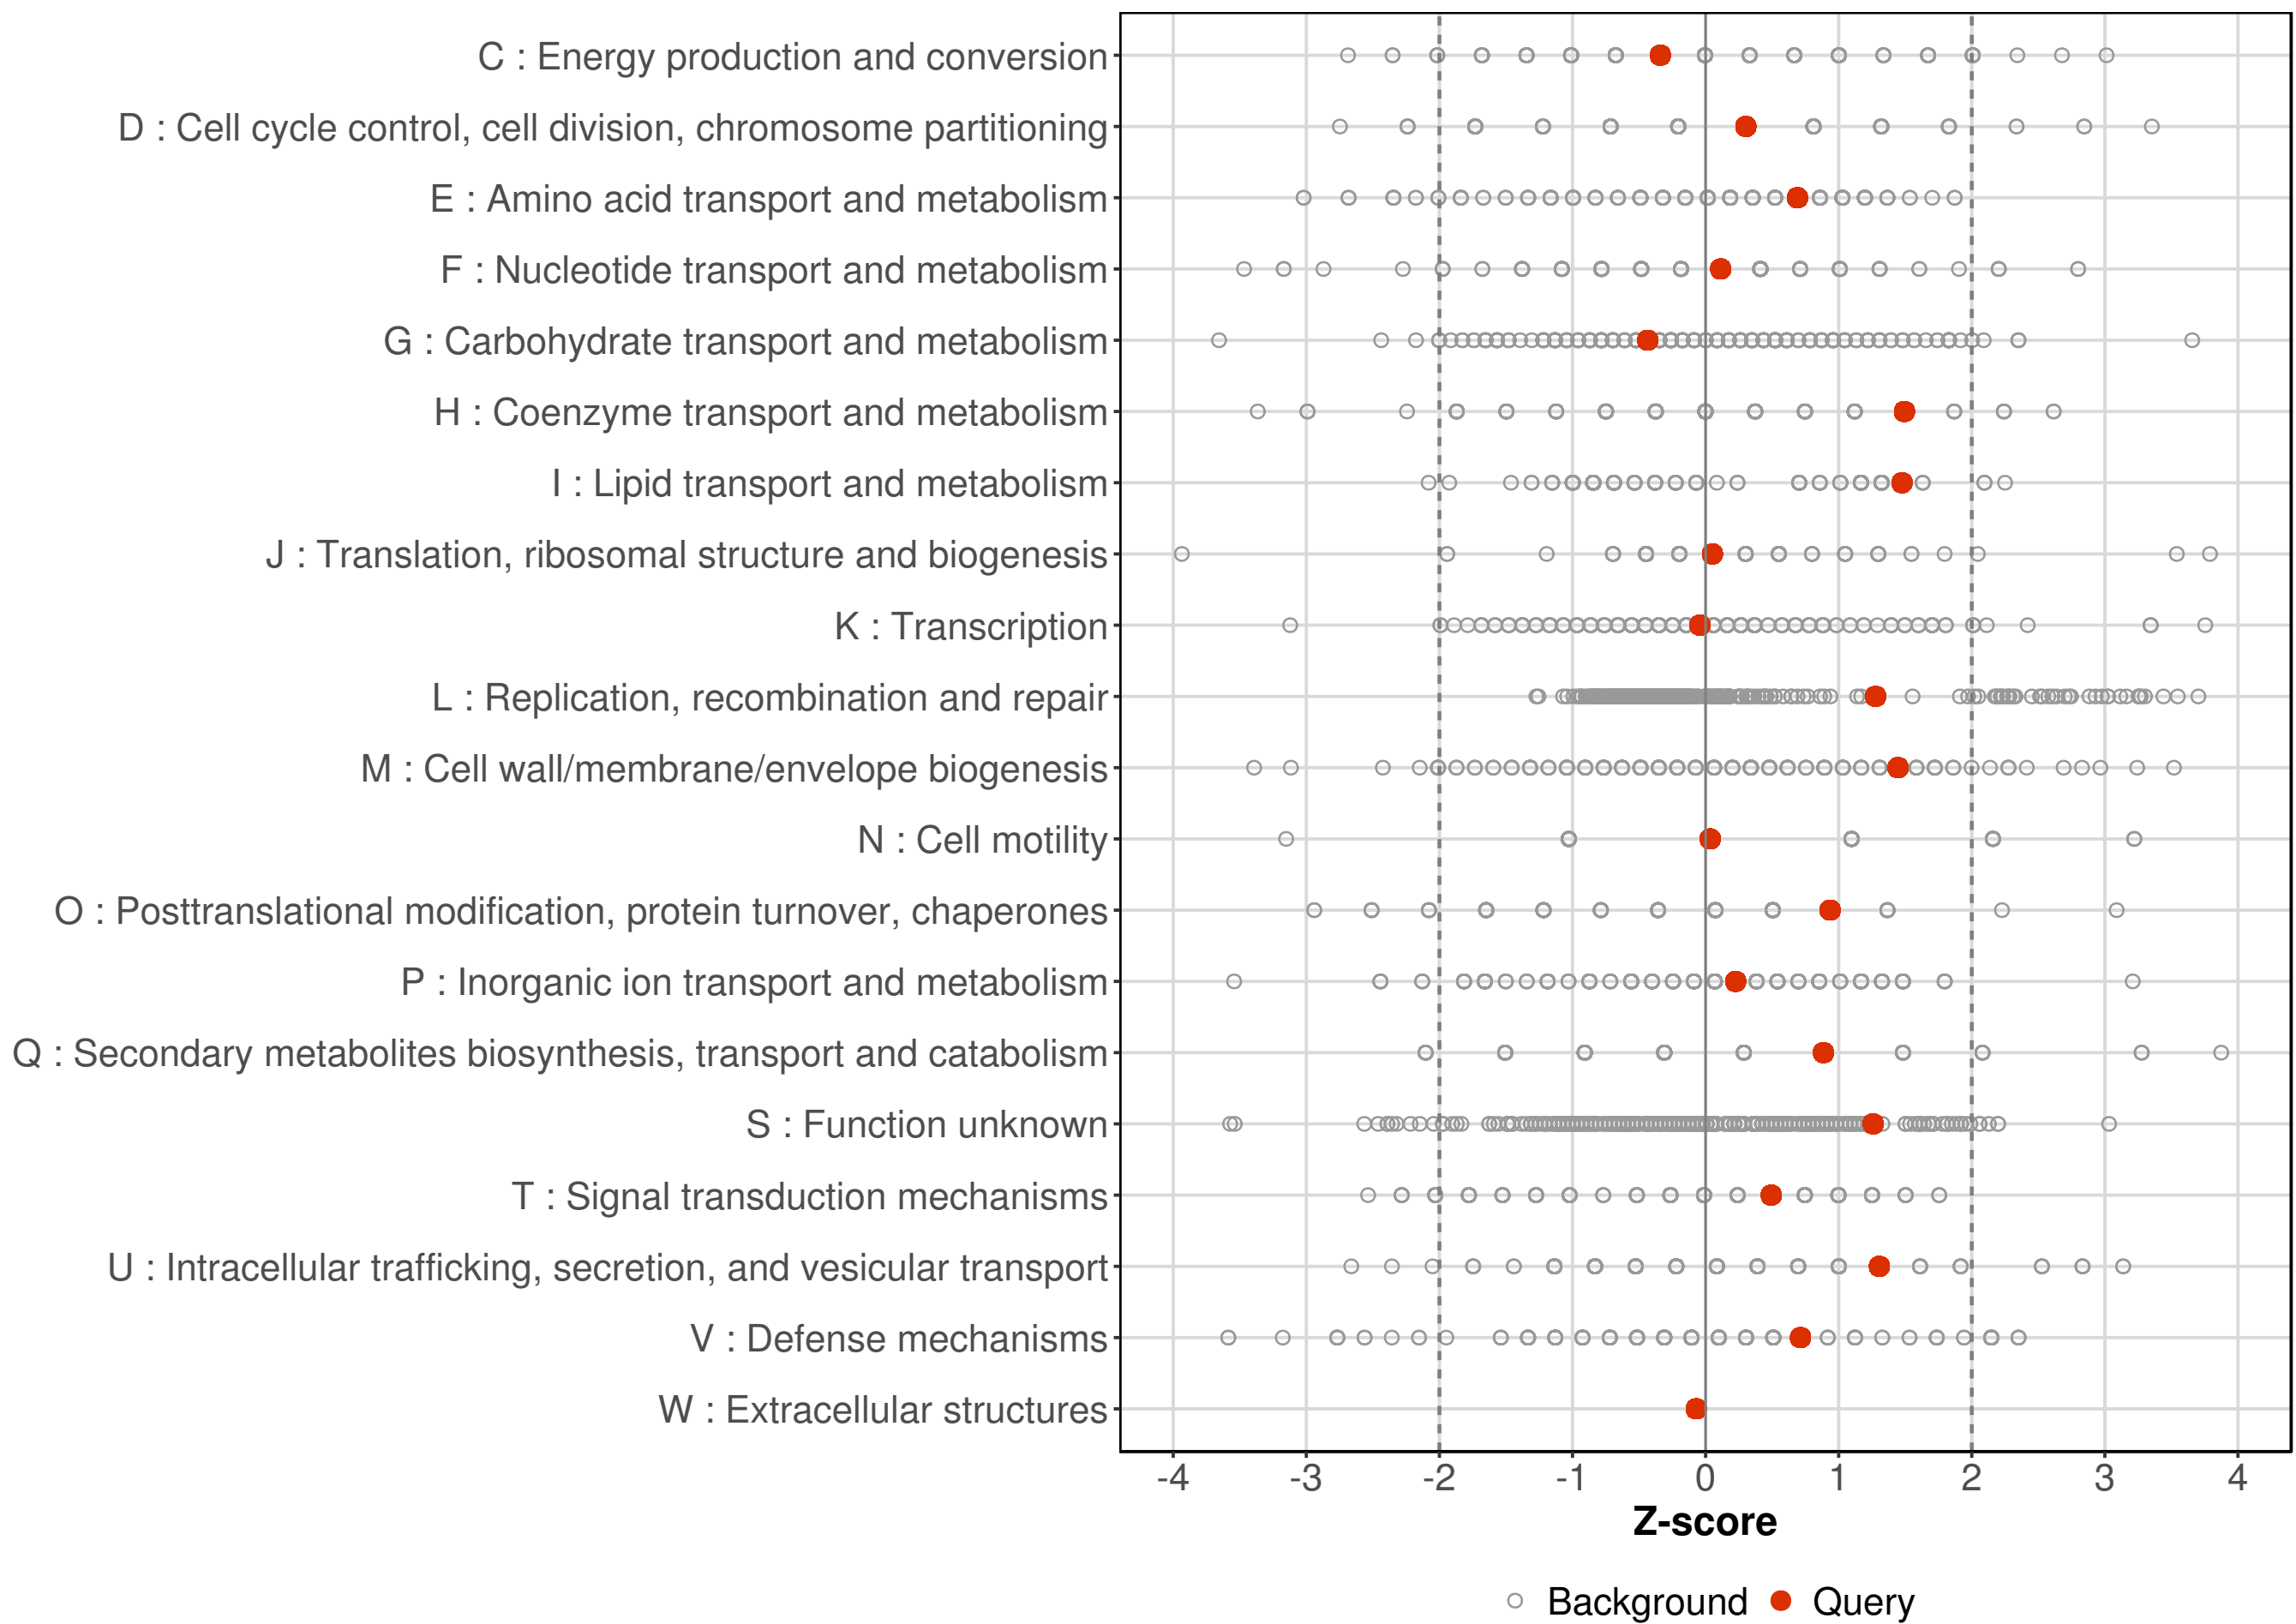 C : Energy production and conversion
D : Cell cycle control, cell division, chromosome partitioning
E : Amino acid transport and metabolism
F : Nucleotide transport and metabolism
G : Carbohydrate transport and metabolism
H : Coenzyme transport and metabolism
I : Lipid transport and metabolism
J : Translation, ribosomal structure and biogenesis
K : Transcription
L : Replication, recombination and repair
M : Cell wall/membrane/envelope biogenesis
N : Cell motility
O : Posttranslational modification, protein turnover, chaperones
P : Inorganic ion transport and metabolism
Q : Secondary metabolites biosynthesis, transport and catabolism
S : Function unknown
T : Signal transduction mechanisms
U : Intracellular trafficking, secretion, and vesicular transport
V : Defense mechanisms
W : Extracellular structures
-4 -3 -2 -1 0 1 2 3 4
Z-score
Background Query